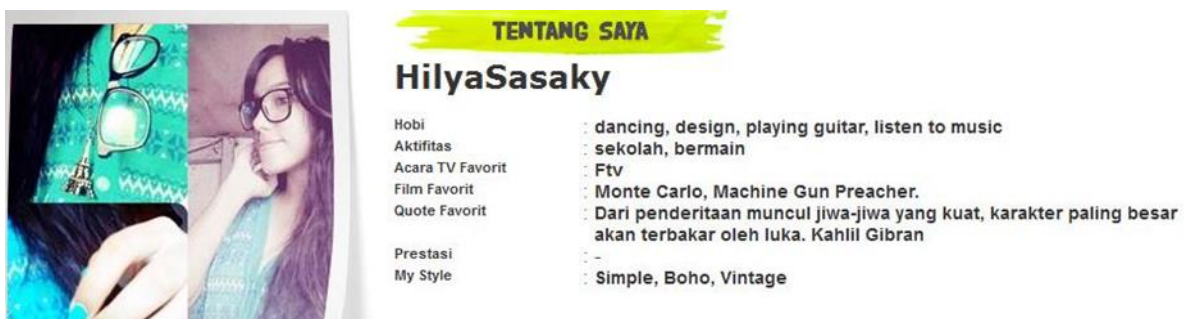 TENTANG SAYA
HilyaSasaky
Hobi : dancing, design, playing guitar, listen to music
Aktifitas : sekolah, bermain
Acara TV Favorit : Ftv
Film Favorit : Monte Carlo, Machine Gun Preacher.
Quote Favorit : Dari penderitaan muncul jiwa-jiwa yang kuat, karakter paling besar
akan terbakar oleh luka. Kahlil Gibran
Prestasi : -
My Style : Simple, Boho, Vintage